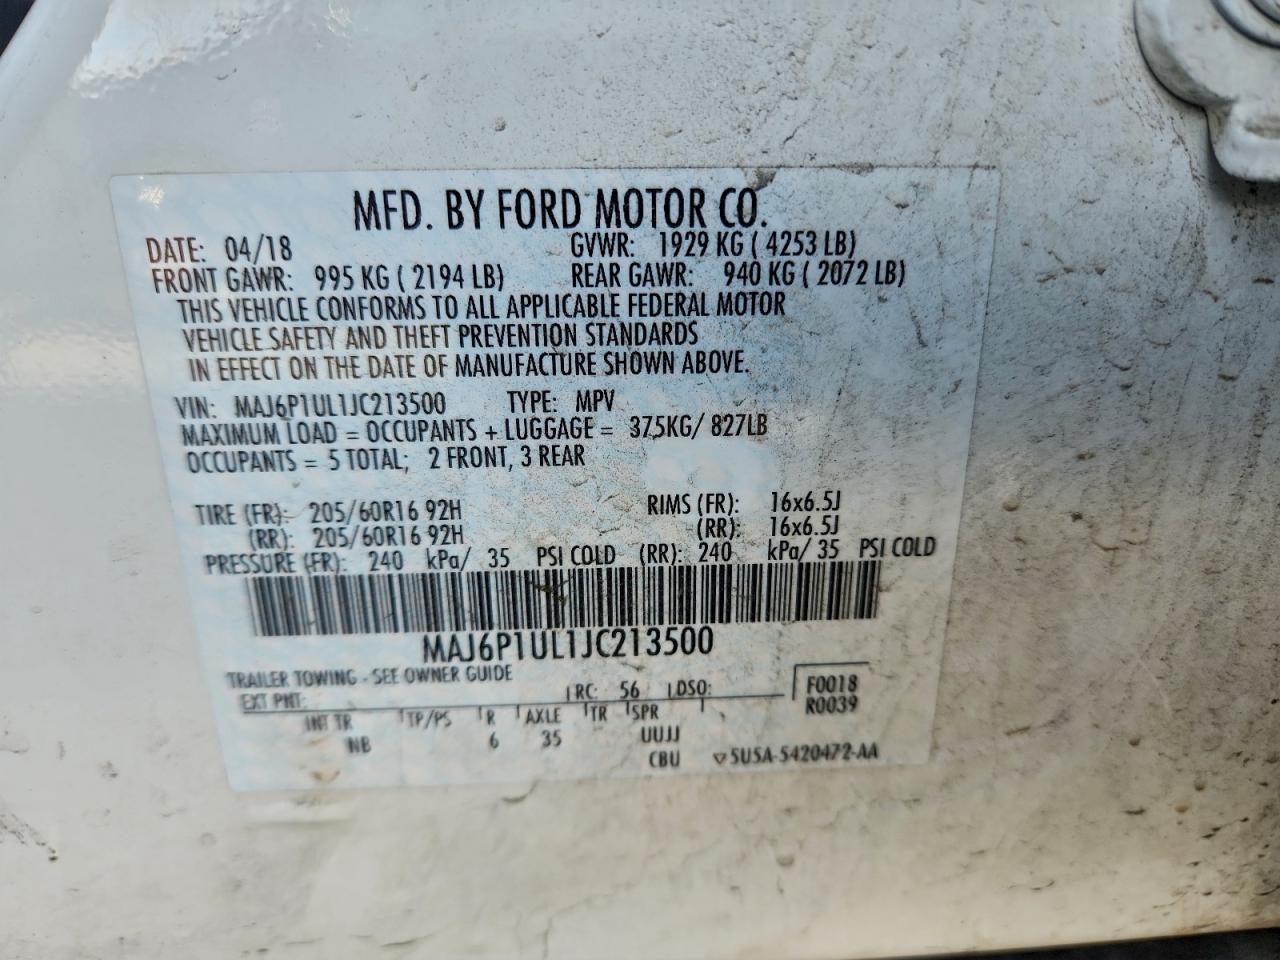 MFD. BY FORD MOTOR CO.
DATE: 04/18 GVWR: 1929 KG ( 4253 LB)
FRONT GAWR: 995 KG ( 2194 LB) REAR GAWR: 940 KG ( 2072 LB)
THIS VEHICLE CONFORMS TO ALL APPLICABLE FEDERAL MOTOR
VEHICLE SAFETY AND THEFT PREVENTION STANDARDS
IN EFFECT ON THE DATE OF MANUFACTURE SHOWN ABOVE.
VIN: MAJ6P1UL1JC213500 TYPE: MPV
MAXIMUM LOAD = OCCUPANTS + LUGGAGE = 375KG/ 827LB
OCCUPANTS = 5 TOTAL; 2 FRONT, 3 REAR
TIRE (FR): 205/60R16 92H RIMS (FR): 16x6.5J
(RR): 205/60R16 92H (RR): 16x6.5J
PRESSURE (FR): 240 kPa/ 35 PSI COLD (RR): 240 kPa/ 35 PSI COLD
MAJ6P1UL1JC213500
TRAILER TOWING - SEE OWNER GUIDE
EXT PNT: RC: 56 DSO: F0018
R0039
INT TR TP/PS R AXLE TR SPR
NB 6 35 UUJJ
CBU 5U5A-5420472-AA